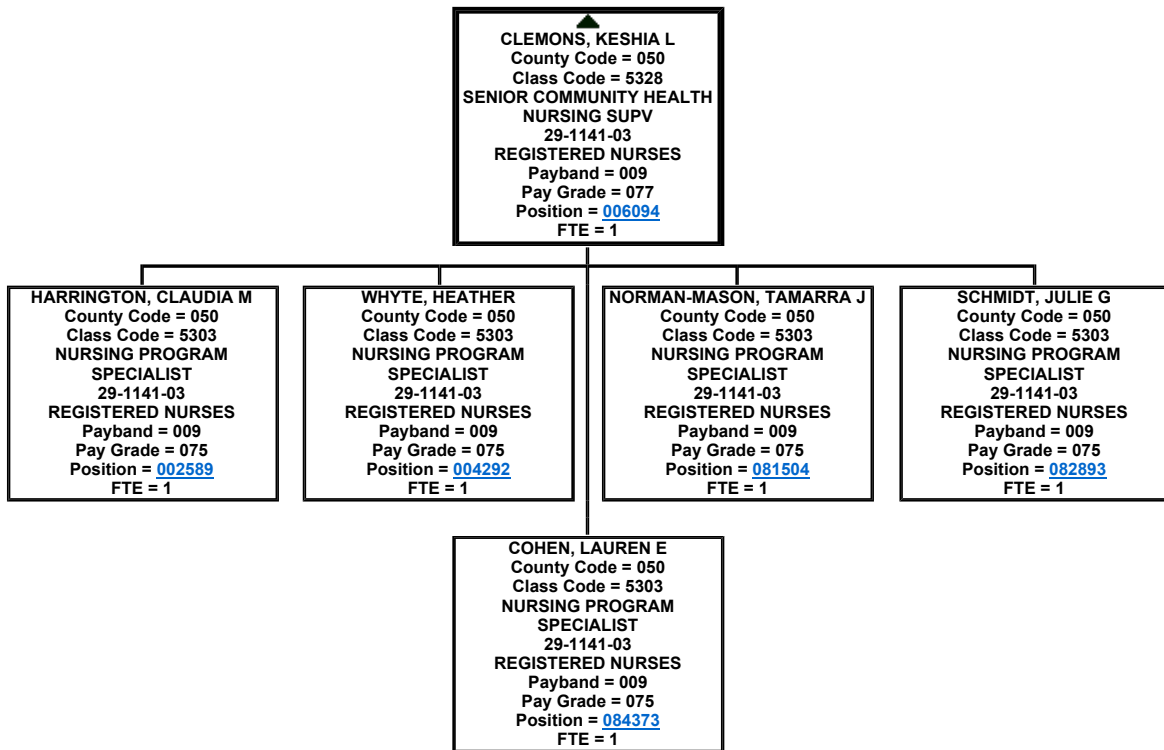 CLEMONS, KESHIA L
County Code = 050
Class Code = 5328
SENIOR COMMUNITY HEALTH
NURSING SUPV
29-1141-03
REGISTERED NURSES
Payband = 009
Pay Grade = 077
Position = 006094
FTE = 1
HARRINGTON, CLAUDIA M
County Code = 050
Class Code = 5303
NURSING PROGRAM
SPECIALIST
29-1141-03
REGISTERED NURSES
Payband = 009
Pay Grade = 075
Position = 002589
FTE = 1
WHYTE, HEATHER
County Code = 050
Class Code = 5303
NURSING PROGRAM
SPECIALIST
29-1141-03
REGISTERED NURSES
Payband = 009
Pay Grade = 075
Position = 004292
FTE = 1
NORMAN-MASON, TAMARRA J
County Code = 050
Class Code = 5303
NURSING PROGRAM
SPECIALIST
29-1141-03
REGISTERED NURSES
Payband = 009
Pay Grade = 075
Position = 081504
FTE = 1
SCHMIDT, JULIE G
County Code = 050
Class Code = 5303
NURSING PROGRAM
SPECIALIST
29-1141-03
REGISTERED NURSES
Payband = 009
Pay Grade = 075
Position = 082893
FTE = 1
COHEN, LAUREN E
County Code = 050
Class Code = 5303
NURSING PROGRAM
SPECIALIST
29-1141-03
REGISTERED NURSES
Payband = 009
Pay Grade = 075
Position = 084373
FTE = 1